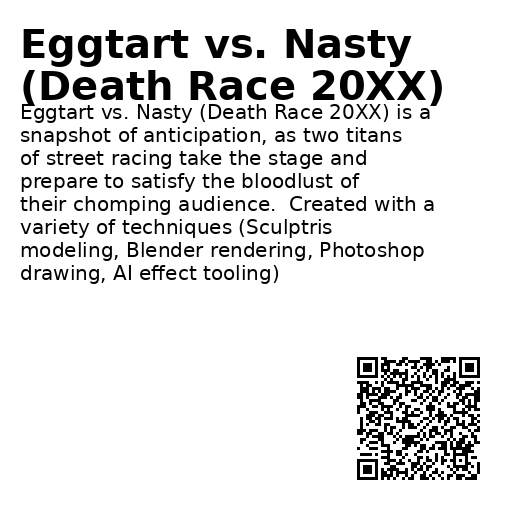 Eggtart vs. Nasty
(Death Race 20XX)
Eggtart vs. Nasty (Death Race 20XX) is a
snapshot of anticipation, as two titans
of street racing take the stage and
prepare to satisfy the bloodlust of
their chomping audience.  Created with a
variety of techniques (Sculptris
modeling, Blender rendering, Photoshop
drawing, AI effect tooling)